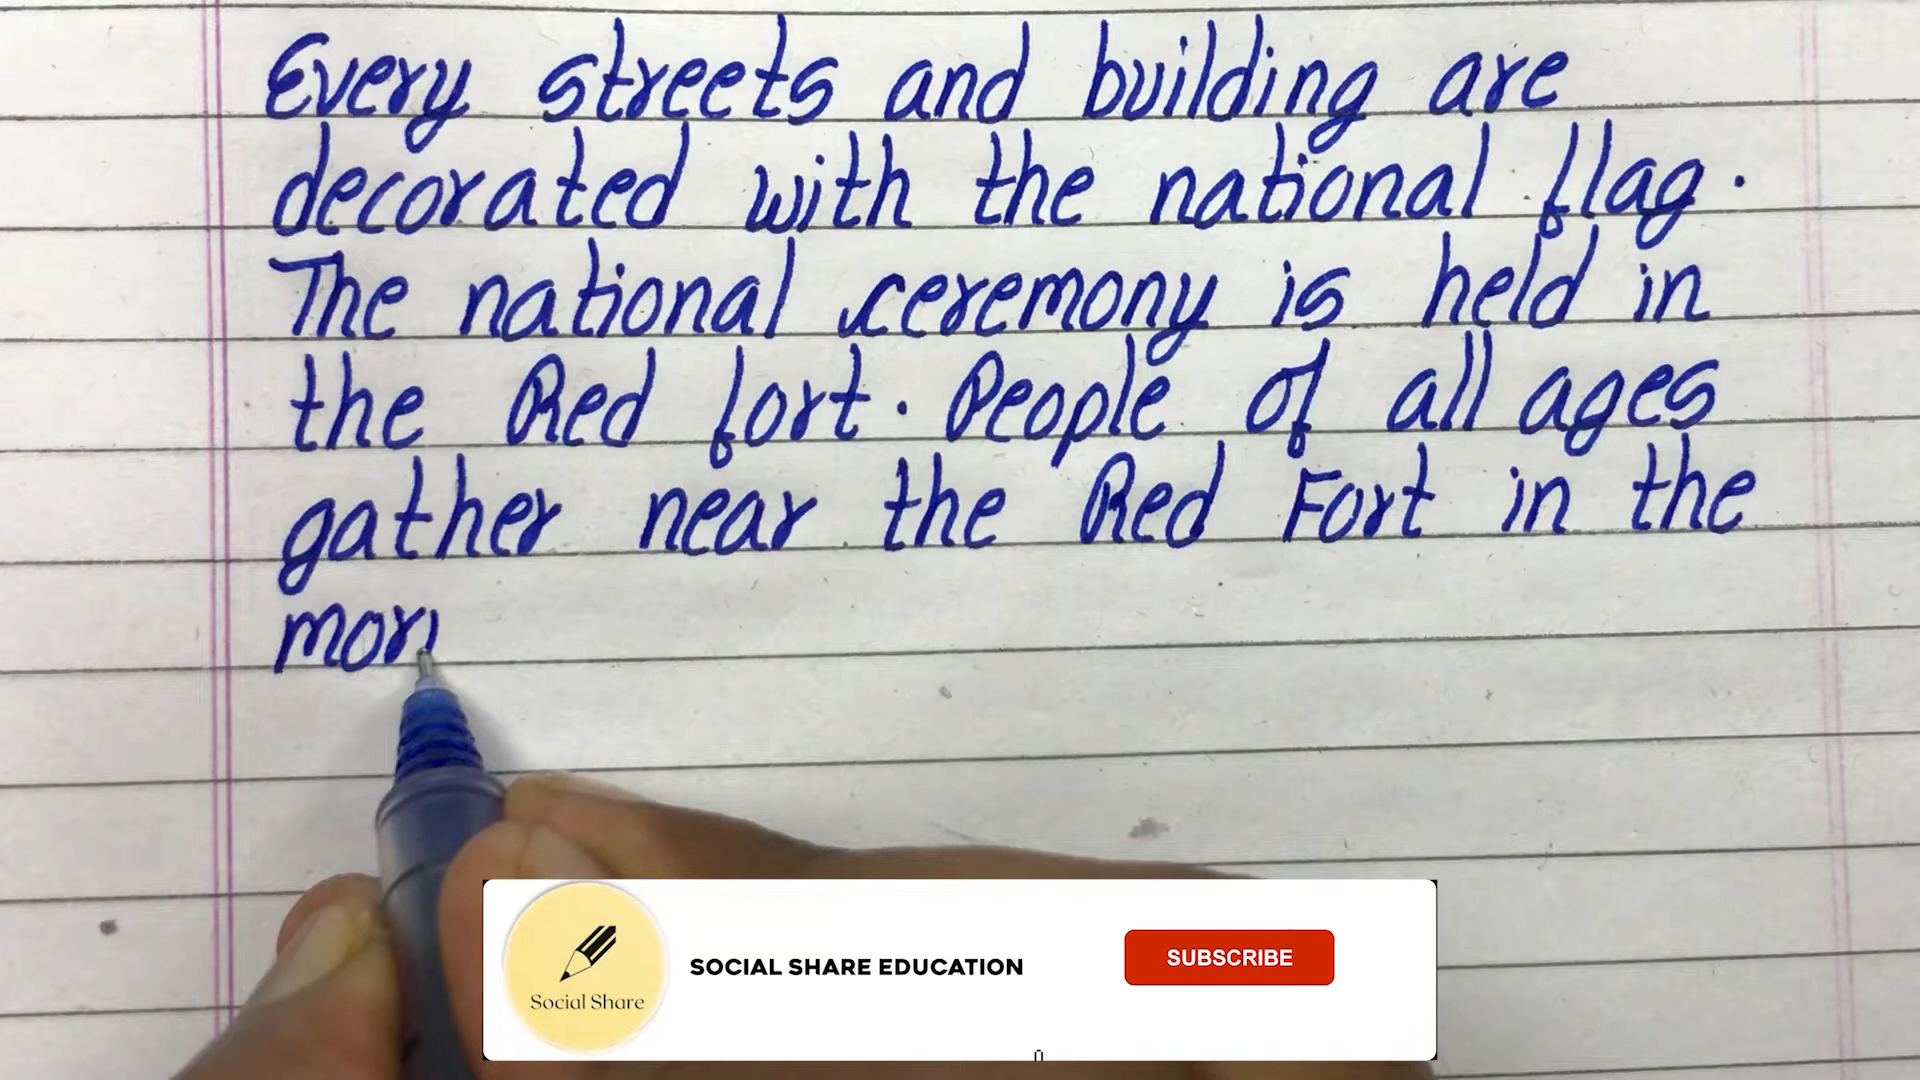 Every streets and building are
decorated with the national flag.
The national ceremony is held in
the Red fort. People of all ages
gather near the Red Fort in the
mor
Social Share
SOCIAL SHARE EDUCATION
SUBSCRIBE